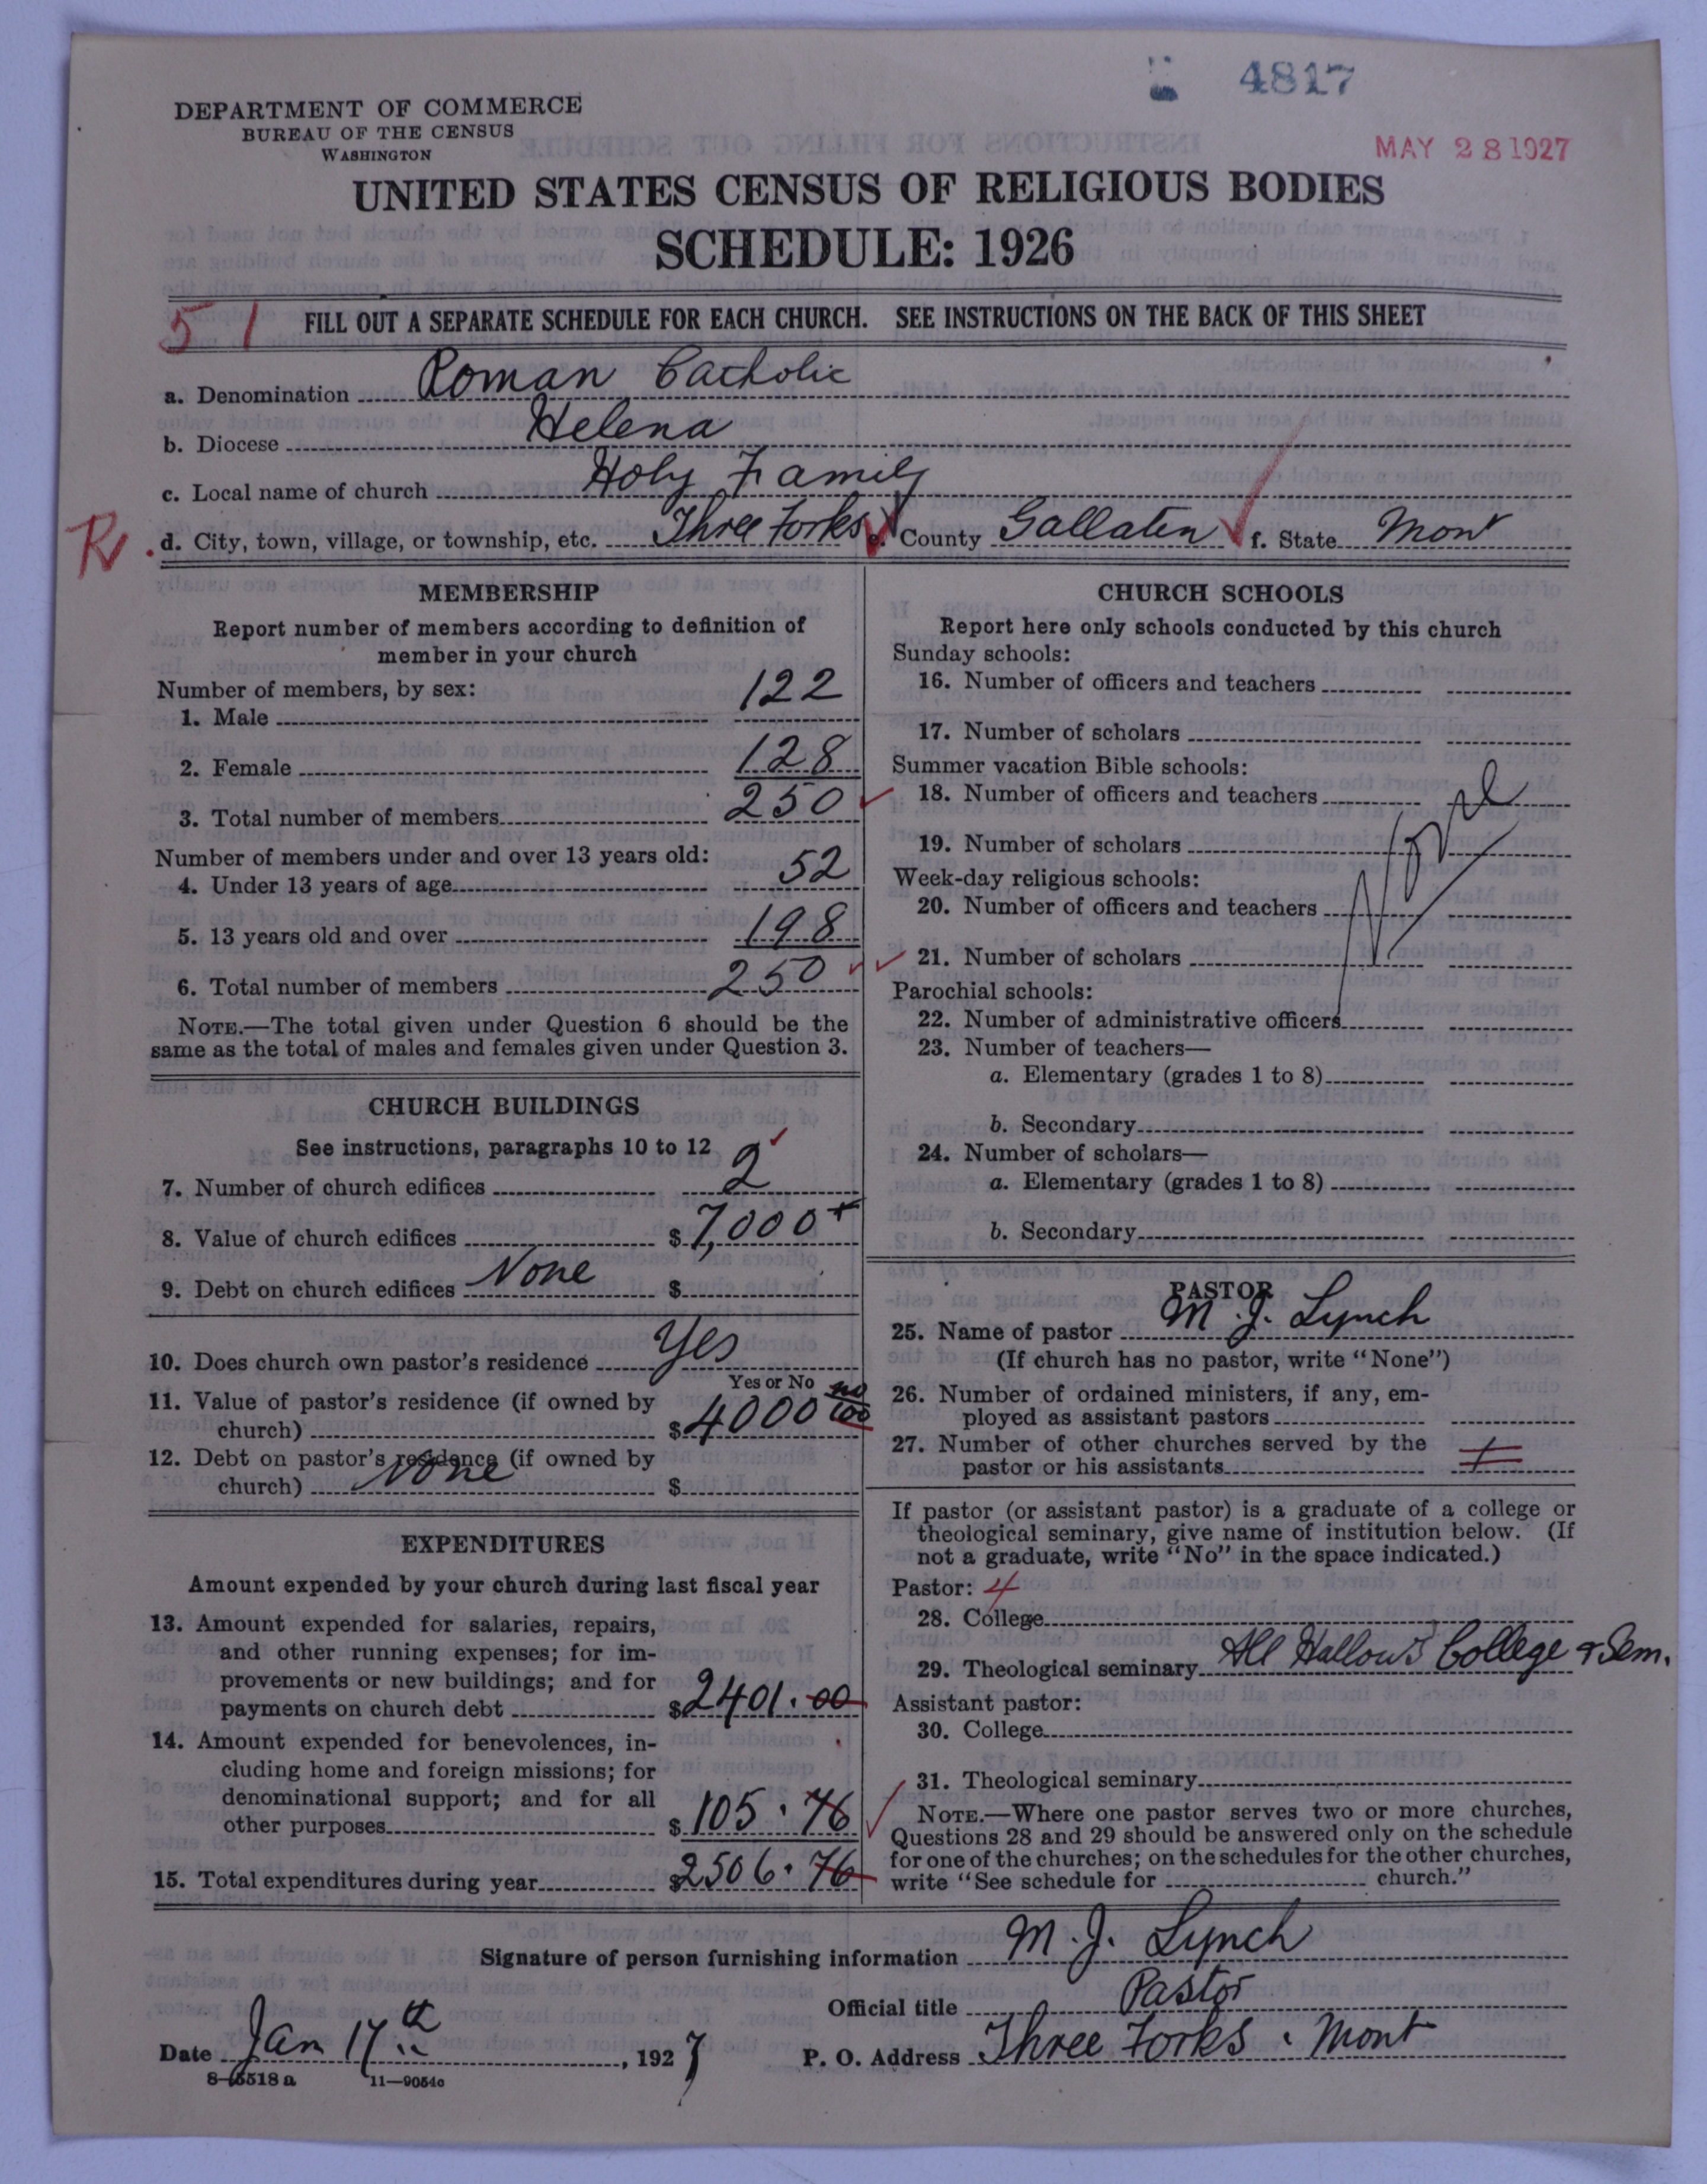 4817
MAY 28 1927
DEPARTMENT OF COMMERCE
BUREAU OF THE CENSUS
WASHINGTON
UNITED STATES CENSUS OF RELIGIOUS BODIES
SCHEDULE: 1926
51 FILL OUT A SEPARATE SCHEDULE FOR EACH CHURCH. SEE INSTRUCTIONS ON THE BACK OF THIS SHEET
a. Denomination Roman Catholic
b. Diocese Helena
c. Local name of church Holy Family
R d. City, town, village, or township, etc. Three Forks e. County Gallaten f. State Mont
MEMBERSHIP
Report number of members according to definition of
member in your church
Number of members, by sex:
1. Male 122
2. Female 128
3. Total number of members 250
Number of members under and over 13 years old:
4. Under 13 years of age 52
5. 13 years old and over 198
6. Total number of members 250
NOTE.—The total given under Question 6 should be the
same as the total of males and females given under Question 3.
CHURCH BUILDINGS
See instructions, paragraphs 10 to 12
7. Number of church edifices 2
8. Value of church edifices $7,000
9. Debt on church edifices None $
10. Does church own pastor's residence Yes
Yes or No
11. Value of pastor's residence (if owned by
church) $4000 no/100
12. Debt on pastor's residence (if owned by
church) None $
EXPENDITURES
Amount expended by your church during last fiscal year
13. Amount expended for salaries, repairs,
and other running expenses; for im-
provements or new buildings; and for
payments on church debt $2401.00
14. Amount expended for benevolences, in-
cluding home and foreign missions; for
denominational support; and for all
other purposes $105.76
15. Total expenditures during year $2506.76
CHURCH SCHOOLS
Report here only schools conducted by this church
Sunday schools:
16. Number of officers and teachers
17. Number of scholars
Summer vacation Bible schools:
18. Number of officers and teachers
19. Number of scholars
None
Week-day religious schools:
20. Number of officers and teachers
21. Number of scholars
Parochial schools:
22. Number of administrative officers
23. Number of teachers—
a. Elementary (grades 1 to 8)
b. Secondary
24. Number of scholars—
a. Elementary (grades 1 to 8)
b. Secondary
PASTOR
25. Name of pastor M. J. Lynch
(If church has no pastor, write "None")
26. Number of ordained ministers, if any, em-
ployed as assistant pastors
27. Number of other churches served by the
pastor or his assistants
If pastor (or assistant pastor) is a graduate of a college or
theological seminary, give name of institution below. (If
not a graduate, write "No" in the space indicated.)
Pastor: 4
28. College
29. Theological seminary All Hallows College & Sem.
Assistant pastor:
30. College
31. Theological seminary
NOTE.—Where one pastor serves two or more churches,
Questions 28 and 29 should be answered only on the schedule
for one of the churches; on the schedules for the other churches,
write "See schedule for church."
Signature of person furnishing information M. J. Lynch
Official title Pastor
Date Jan 17th, 1927 P. O. Address Three Forks. Mont
11—9054c